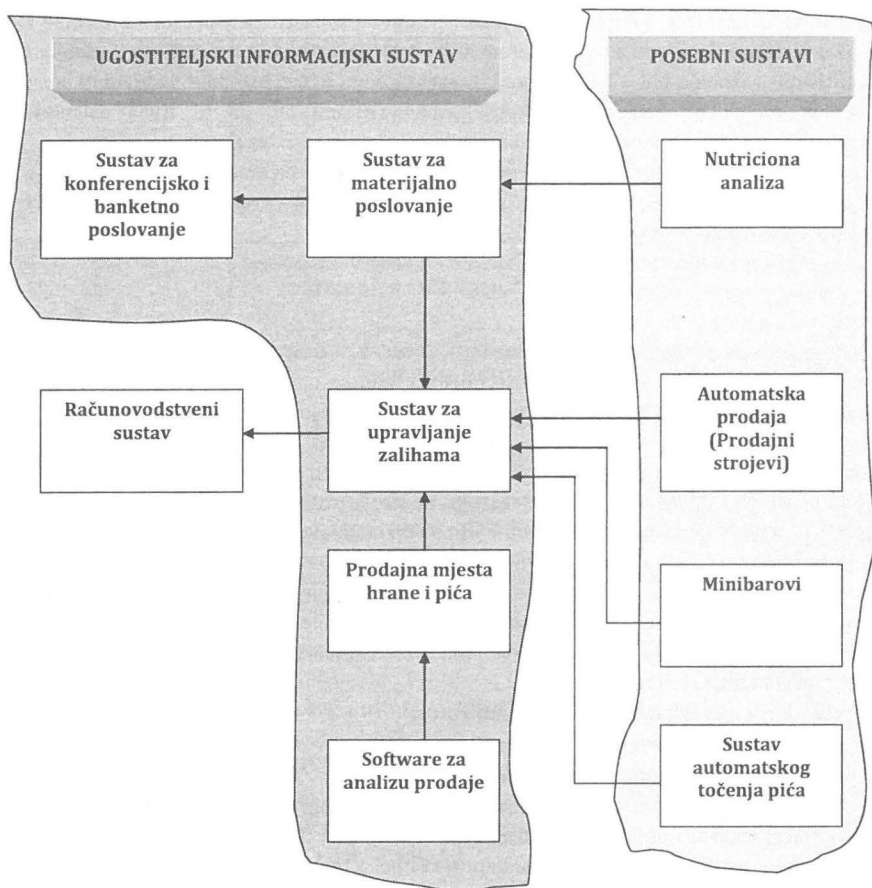 UGOSTITELJSKI INFORMACIJSKI SUSTAV
POSEBNI SUSTAVI
Sustav za
konferencijsko i
banketno
poslovanje
Sustav za
materijalno
poslovanje
Nutriciona
analiza
Računovodstveni
sustav
Sustav za
upravljanje
zalihama
Automatska
prodaja
(Prodajni
strojevi)
Prodajna mjesta
hrane i pića
Minibarovi
Software za
analizu prodaje
Sustav
automatskog
točenja pića